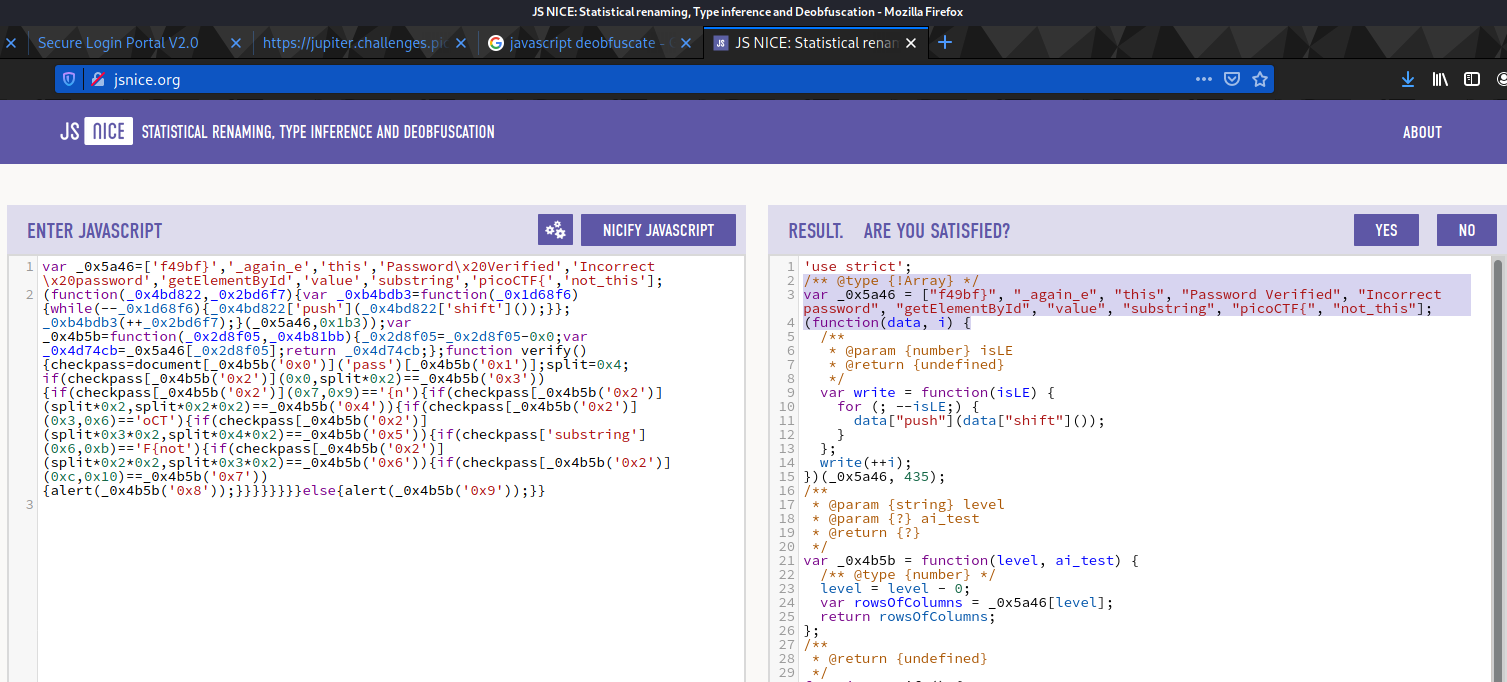 JS NICE: Statistical renaming, Type inference and Deobfuscation - Mozilla Firefox
Secure Login Portal V2.0
https://jupiter.challenges.pic
javascript deobfuscate -
JS NICE: Statistical renam
jsnice.org
JS NICE STATISTICAL RENAMING, TYPE INFERENCE AND DEOBFUSCATION
ABOUT
ENTER JAVASCRIPT
NICIFY JAVASCRIPT
1 var _0x5a46=['f49bf}','_again_e','this','Password\x20Verified','Incorrect
\x20password','getElementById','value','substring','picoCTF{','not_this'];
2 (function(_0x4bd822,_0x2bd6f7){var _0xb4bdb3=function(_0x1d68f6)
{while(--_0x1d68f6){_0x4bd822['push'](_0x4bd822['shift']());}};
_0xb4bdb3(++_0x2bd6f7);}(_0x5a46,0x1b3));var
_0x4b5b=function(_0x2d8f05,_0x4b81bb){_0x2d8f05=_0x2d8f05-0x0;var
_0x4d74cb=_0x5a46[_0x2d8f05];return _0x4d74cb;};function verify()
{checkpass=document[_0x4b5b('0x0')]('pass')[_0x4b5b('0x1')];split=0x4;
if(checkpass[_0x4b5b('0x2')](0x0,split*0x2)==_0x4b5b('0x3'))
{if(checkpass[_0x4b5b('0x2')](0x7,0x9)=='{n'){if(checkpass[_0x4b5b('0x2')]
(split*0x2,split*0x2*0x2)==_0x4b5b('0x4')){if(checkpass[_0x4b5b('0x2')]
(0x3,0x6)=='oCT'){if(checkpass[_0x4b5b('0x2')]
(split*0x3*0x2,split*0x4*0x2)==_0x4b5b('0x5')){if(checkpass['substring']
(0x6,0xb)=='F{not'){if(checkpass[_0x4b5b('0x2')]
(split*0x2*0x2,split*0x3*0x2)==_0x4b5b('0x6')){if(checkpass[_0x4b5b('0x2')]
(0xc,0x10)==_0x4b5b('0x7'))
{alert(_0x4b5b('0x8'));}}}}}}}}else{alert(_0x4b5b('0x9'));}}
3
RESULT. ARE YOU SATISFIED?
YES
NO
1 'use strict';
2 /** @type {!Array} */
3 var _0x5a46 = ["f49bf}", "_again_e", "this", "Password Verified", "Incorrect
password", "getElementById", "value", "substring", "picoCTF{", "not_this"];
4 (function(data, i) {
5 /**
6 * @param {number} isLE
7 * @return {undefined}
8 */
9 var write = function(isLE) {
10 for (; --isLE;) {
11 data["push"](data["shift"]());
12 }
13 };
14 write(++i);
15 })(_0x5a46, 435);
16 /**
17 * @param {string} level
18 * @param {?} ai_test
19 * @return {?}
20 */
21 var _0x4b5b = function(level, ai_test) {
22 /** @type {number} */
23 level = level - 0;
24 var rowsOfColumns = _0x5a46[level];
25 return rowsOfColumns;
26 };
27 /**
28 * @return {undefined}
29 */